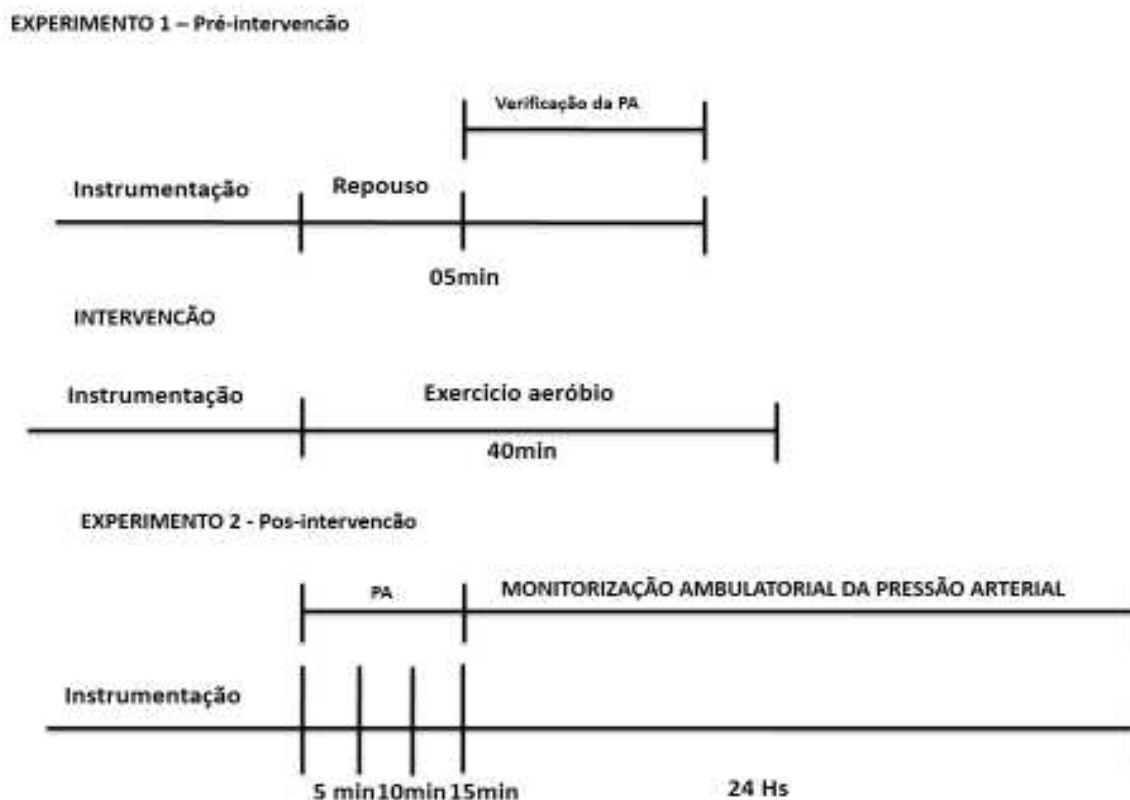 EXPERIMENTO 1 – Pré-intervencão
Verificação da PA
Instrumentação
Repouso
05min
INTERVENCÃO
Instrumentação
Exercicio aeróbio
40min
EXPERIMENTO 2 - Pos-intervencão
PA
MONITORIZAÇÃO AMBULATORIAL DA PRESSÃO ARTERIAL
Instrumentação
5 min 10min 15min
24 Hs